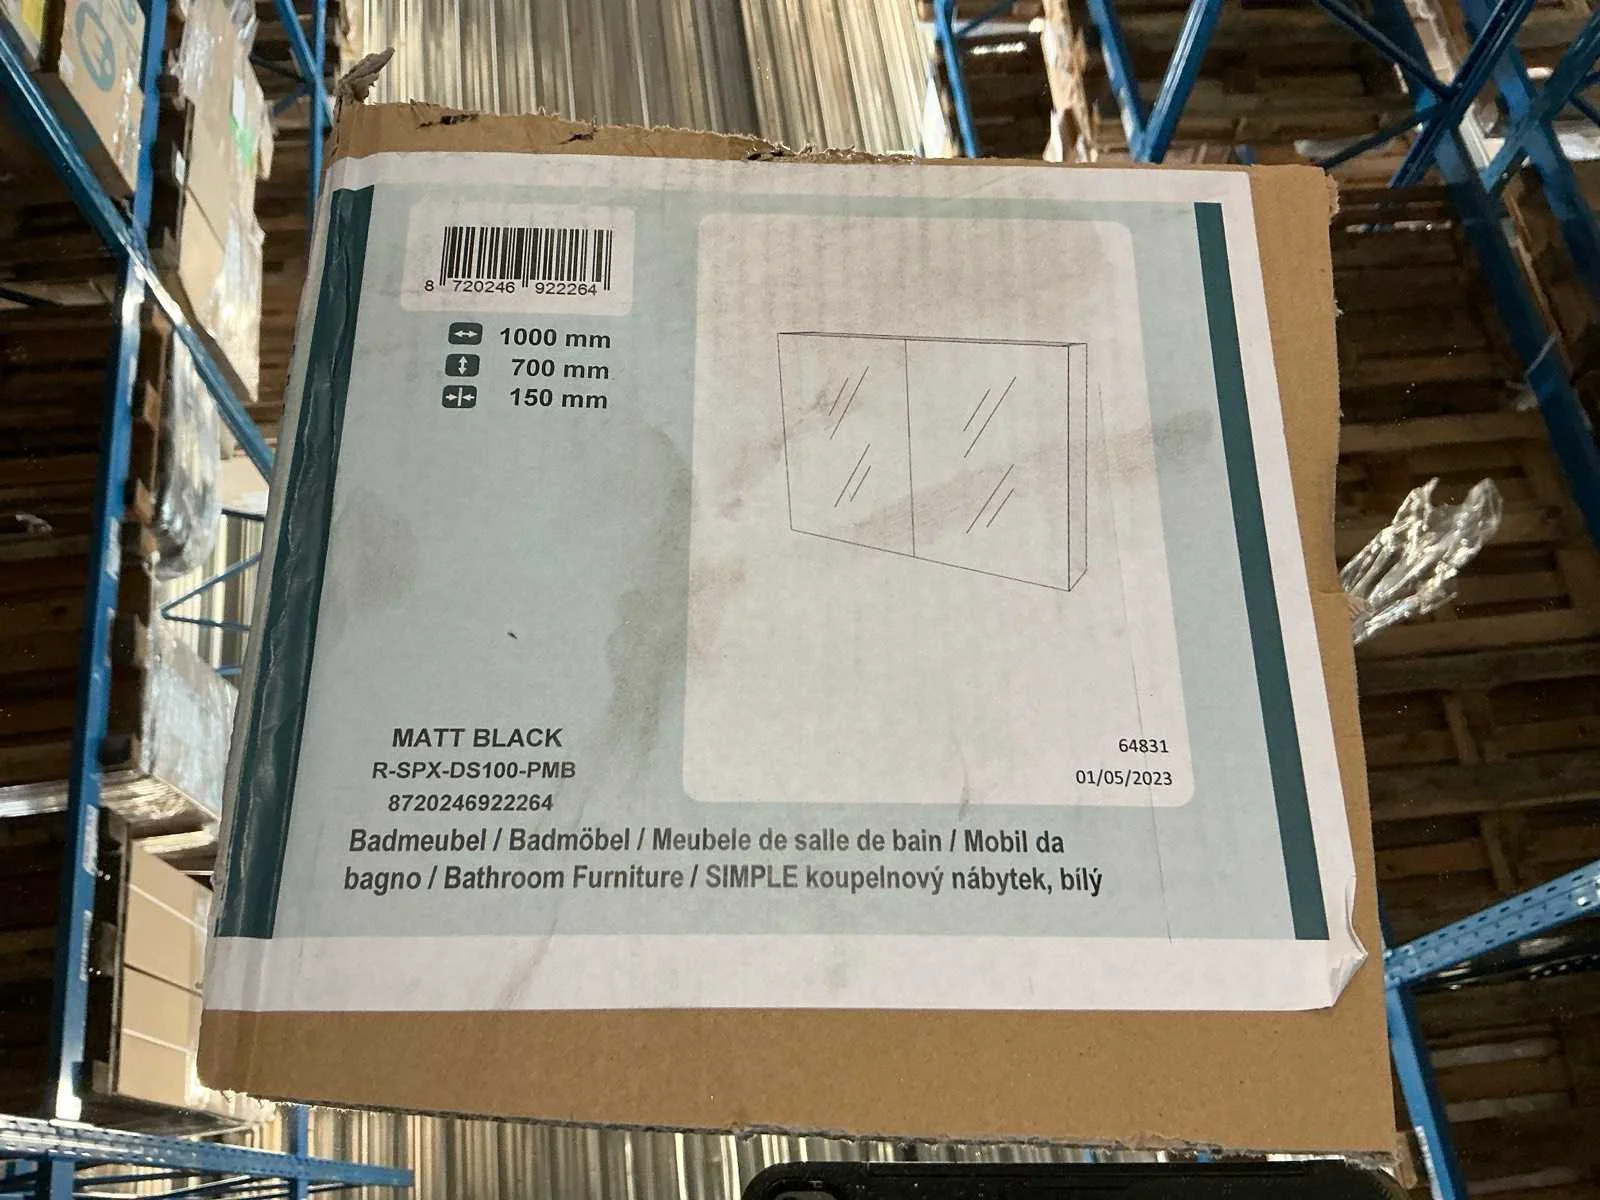 8 720246 922264
1000 mm
700 mm
150 mm
MATT BLACK
R-SPX-DS100-PMB
8720246922264
64831
01/05/2023
Badmeubel / Badmöbel / Meubele de salle de bain / Mobil da
bagno / Bathroom Furniture / SIMPLE koupelnový nábytek, bílý